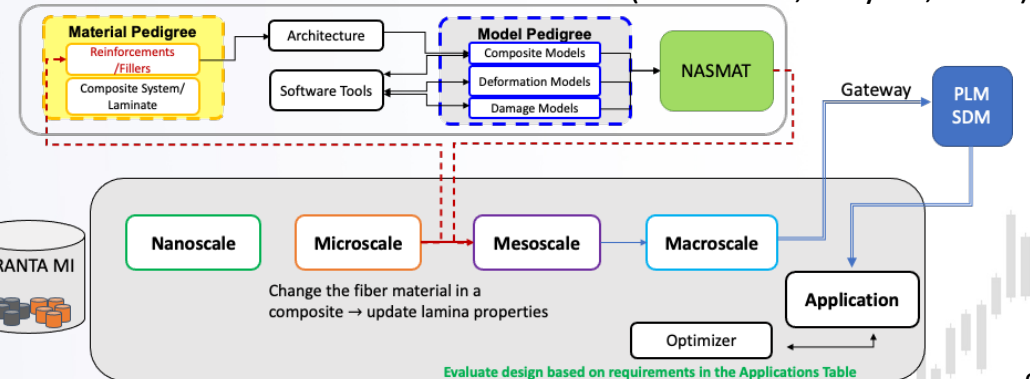 Material Pedigree
Reinforcements
/Fillers
Composite System/
Laminate
Architecture
Software Tools
Model Pedigree
Composite Models
Deformation Models
Damage Models
NASMAT
Gateway
PLM
SDM
RANTA MI
Nanoscale
Microscale
Mesoscale
Macroscale
Change the fiber material in a
composite → update lamina properties
Application
Optimizer
Evaluate design based on requirements in the Applications Table